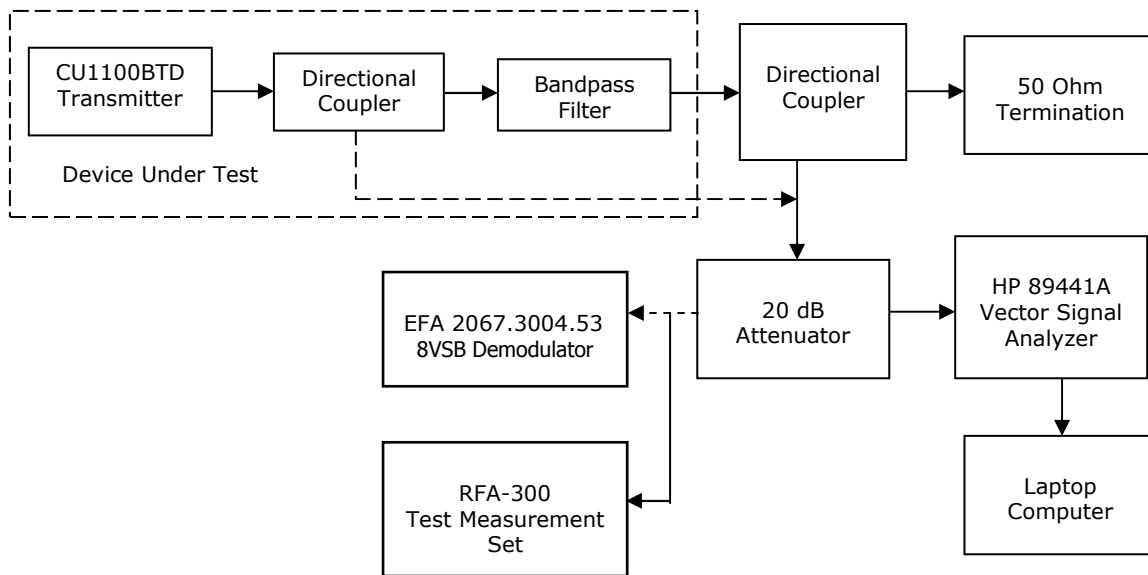 CU1100BTD
Transmitter
Directional
Coupler
Bandpass
Filter
Directional
Coupler
50 Ohm
Termination
Device Under Test
EFA 2067.3004.53
8VSB Demodulator
20 dB
Attenuator
HP 89441A
Vector Signal
Analyzer
RFA-300
Test Measurement
Set
Laptop
Computer